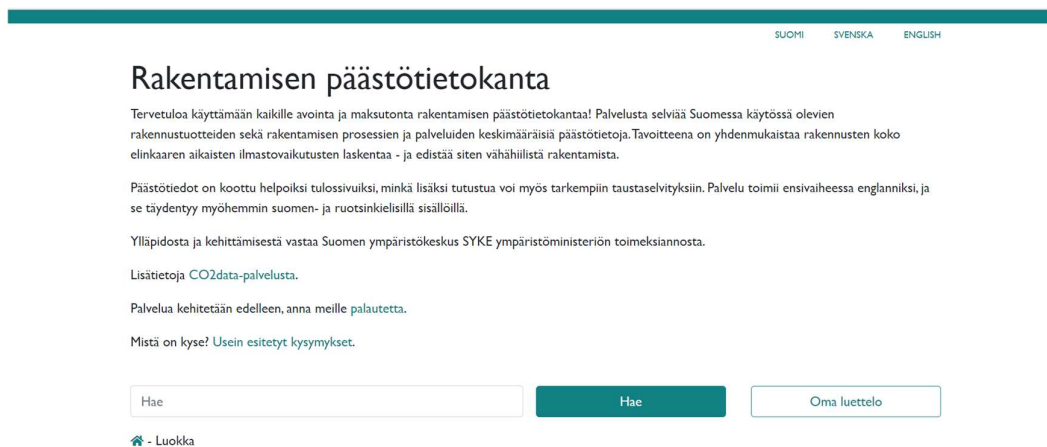 SUOMI SVENSKA ENGLISH
Rakentamisen päästötietokanta
Tervetuloa käyttämään kaikille avointa ja maksutonta rakentamisen päästötietokantaa! Palvelusta selviää Suomessa käytössä olevien
rakennustuotteiden sekä rakentamisen prosessien ja palveluiden keskimääräisiä päästötietoja. Tavoitteena on yhdenmukaistaa rakennusten koko
elinkaaren aikaisten ilmastovaikutusten laskentaa - ja edistää siten vähähiilistä rakentamista.
Päästötiedot on koottu helpoiksi tulossivuiksi, minkä lisäksi tutustua voi myös tarkempiin taustaselvityksiin. Palvelu toimii ensivaiheessa englanniksi, ja
se täydentyy myöhemmin suomen- ja ruotsinkielisillä sisällöillä.
Ylläpidosta ja kehittämisestä vastaa Suomen ympäristökeskus SYKE ympäristöministeriön toimeksiannosta.
Lisätietoja CO2data-palvelusta.
Palvelua kehitetään edelleen, anna meille palautetta.
Mistä on kyse? Usein esitetyt kysymykset.
Hae Hae Oma luettelo
- Luokka